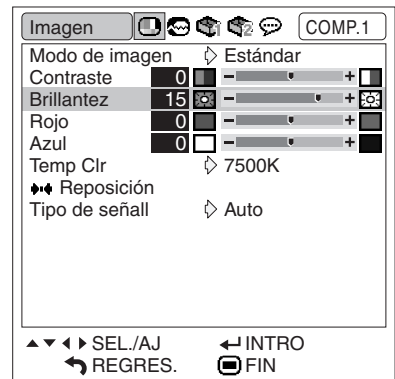 Imagen COMP.1
Modo de imagen Estándar
Contraste 0
Brillantez 15
Rojo 0
Azul 0
Temp Clr 7500K
Reposición
Tipo de señall Auto
SEL./AJ INTRO
REGRES. FIN